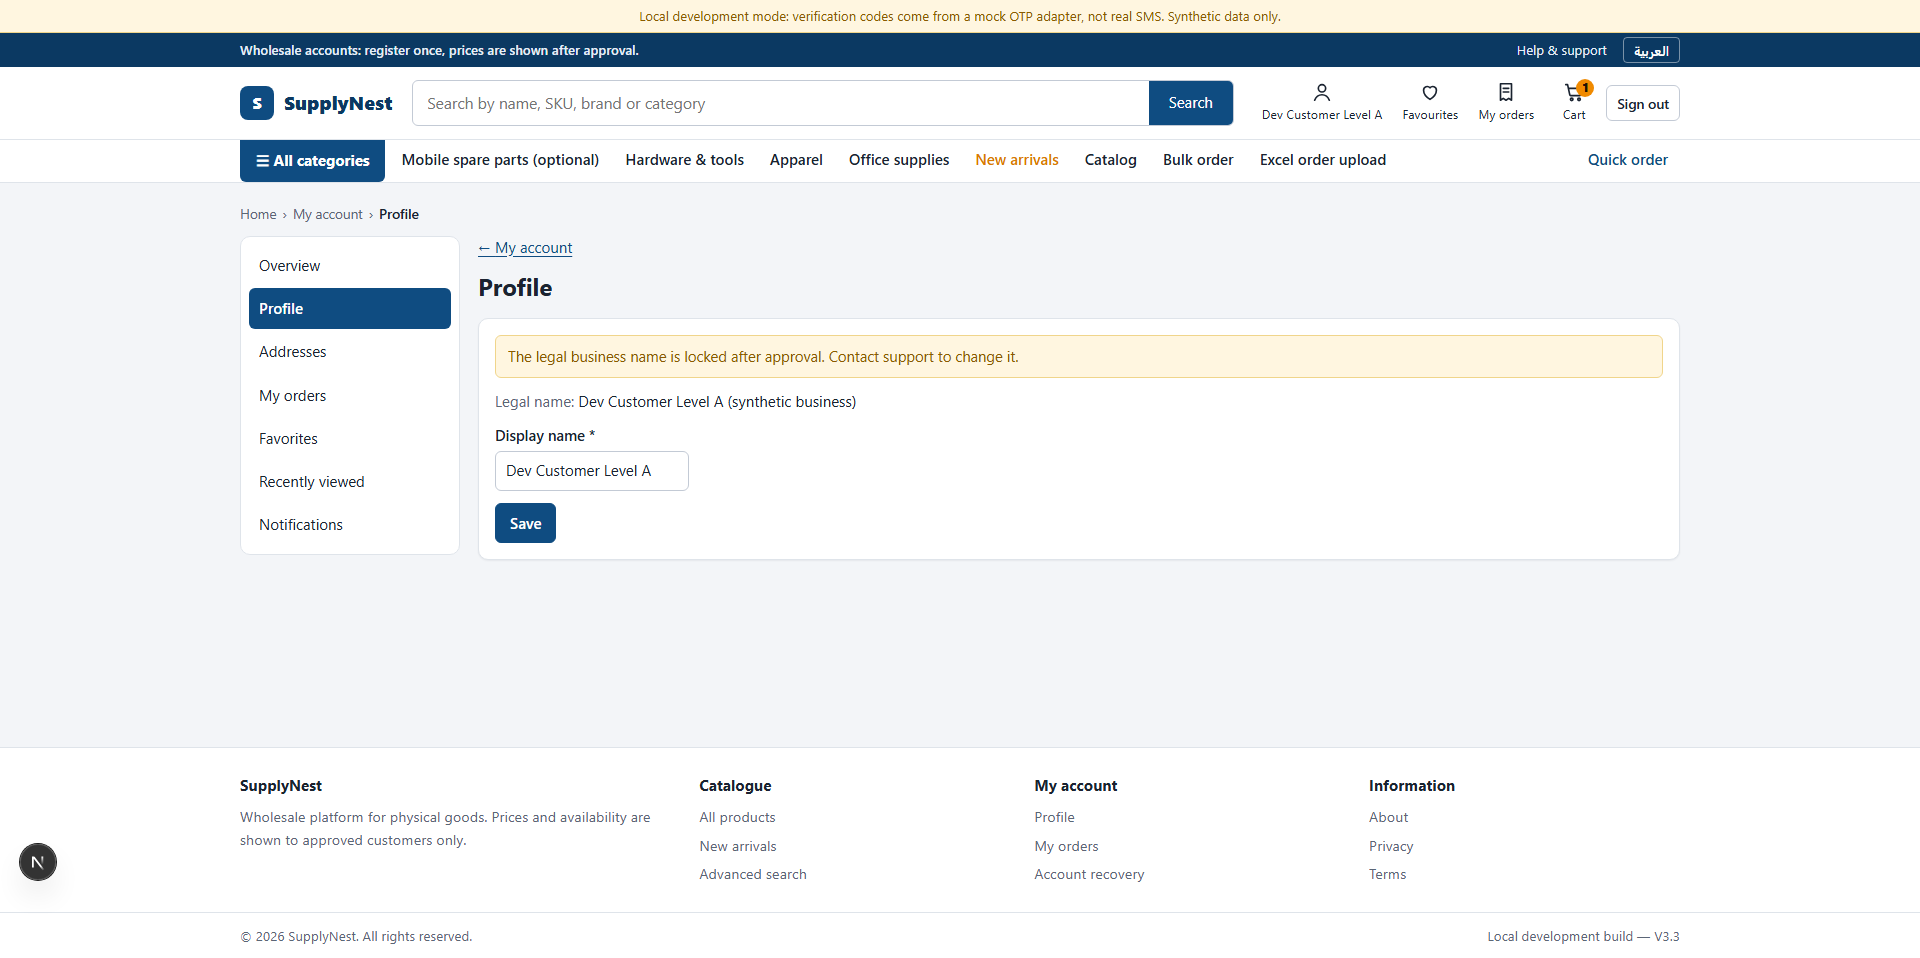 Local development mode: verification codes come from a mock OTP adapter, not real SMS. Synthetic data only.
Wholesale accounts: register once, prices are shown after approval.
Help & support
العربية
S
SupplyNest
Search by name, SKU, brand or category
Search
Dev Customer Level A
Favourites
My orders
1
Cart
Sign out
☰ All categories
Mobile spare parts (optional)
Hardware & tools
Apparel
Office supplies
New arrivals
Catalog
Bulk order
Excel order upload
Quick order
Home › My account › Profile
Overview
Profile
Addresses
My orders
Favorites
Recently viewed
Notifications
← My account
Profile
The legal business name is locked after approval. Contact support to change it.
Legal name: Dev Customer Level A (synthetic business)
Display name *
Dev Customer Level A
Save
SupplyNest
Wholesale platform for physical goods. Prices and availability are
shown to approved customers only.
Catalogue
All products
New arrivals
Advanced search
My account
Profile
My orders
Account recovery
Information
About
Privacy
Terms
N
© 2026 SupplyNest. All rights reserved.
Local development build — V3.3